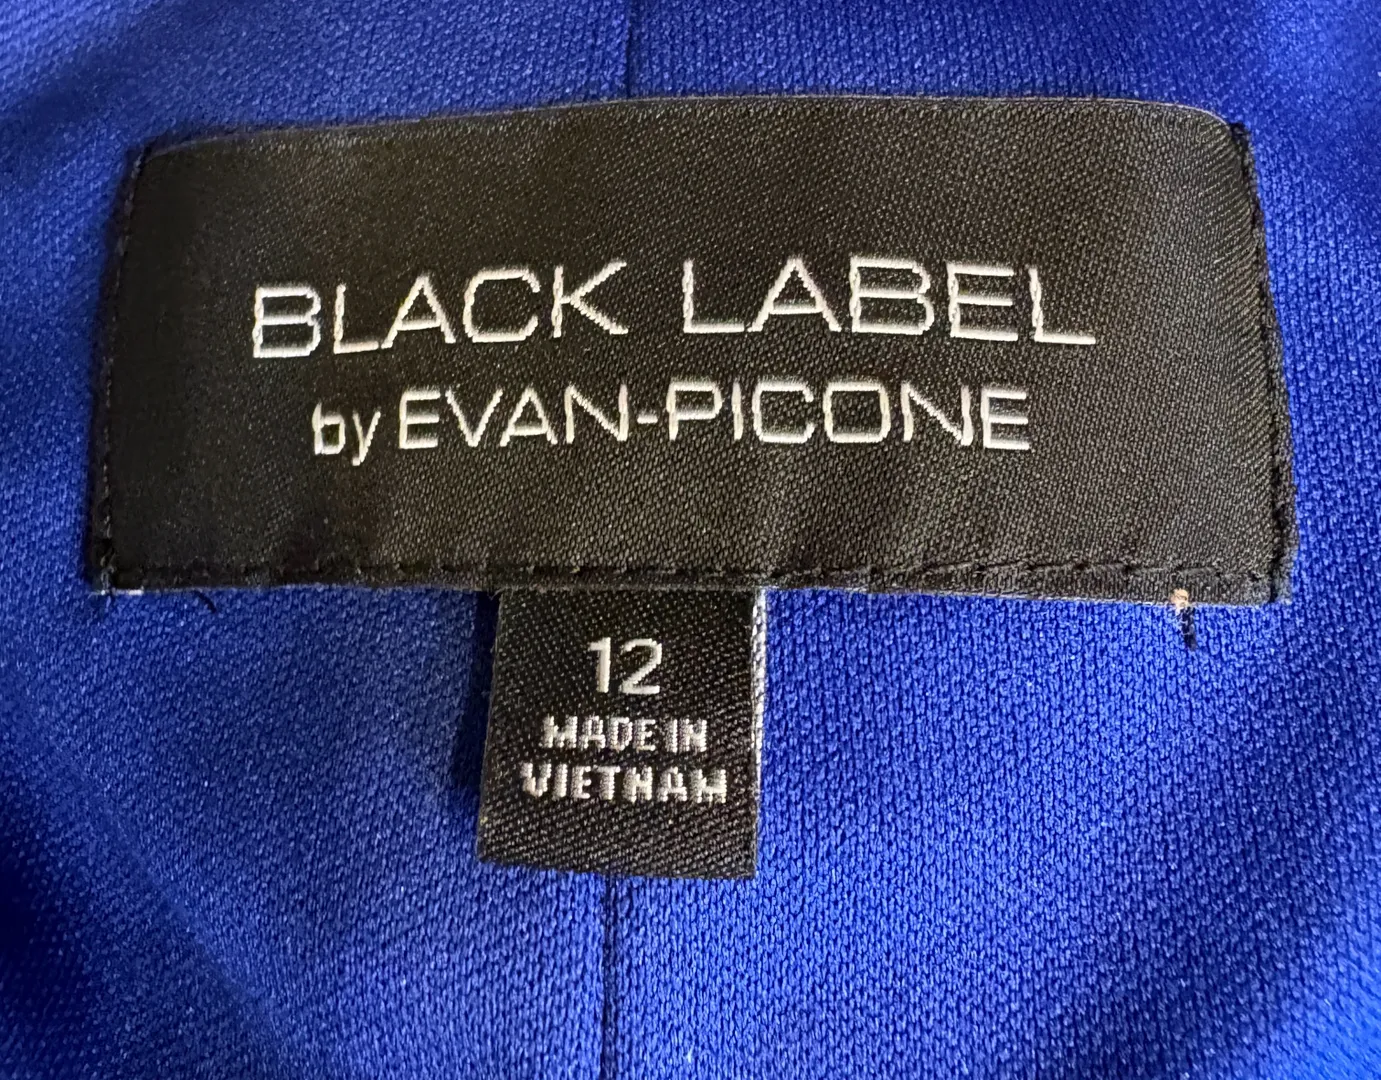 BLACK LABEL
by EVAN-PICONE
12
MADE IN
VIETNAM